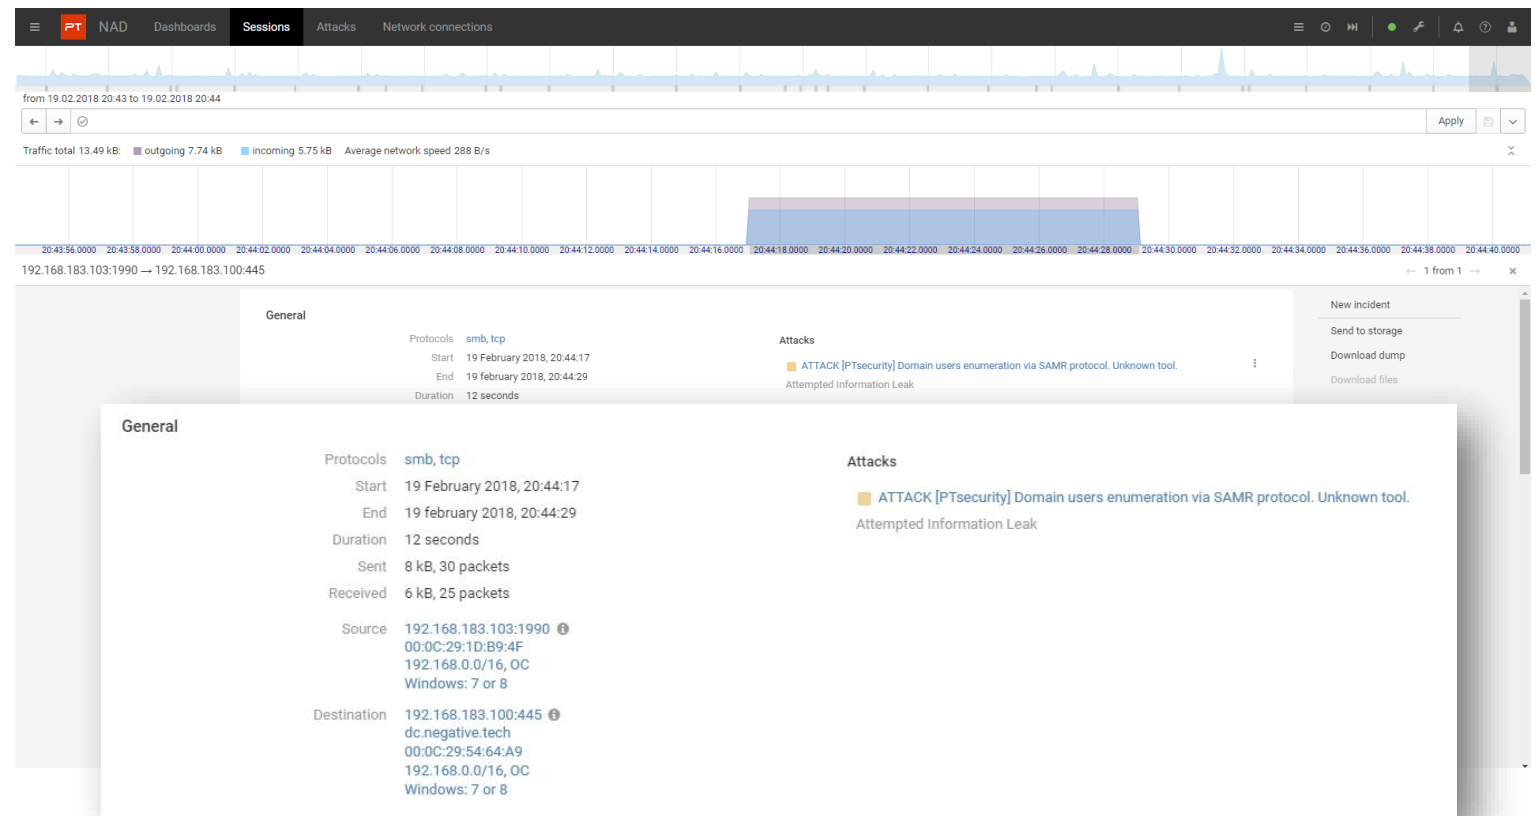 PT NAD Dashboards Sessions Attacks Network connections
from 19.02.2018 20:43 to 19.02.2018 20:44
Apply
Traffic total 13.49 kB: outgoing 7.74 kB incoming 5.75 kB Average network speed 288 B/s
20:43:56.0000 20:43:58.0000 20:44:00.0000 20:44:02.0000 20:44:04.0000 20:44:06.0000 20:44:08.0000 20:44:10.0000 20:44:12.0000 20:44:14.0000 20:44:16.0000 20:44:18.0000 20:44:20.0000 20:44:22.0000 20:44:24.0000 20:44:26.0000 20:44:28.0000 20:44:30.0000 20:44:32.0000 20:44:34.0000 20:44:36.0000 20:44:38.0000 20:44:40.0000
192.168.183.103:1990 → 192.168.183.100:445
← 1 from 1 →
General
Protocols smb, tcp
Start 19 February 2018, 20:44:17
End 19 february 2018, 20:44:29
Duration 12 seconds
Attacks
ATTACK [PTsecurity] Domain users enumeration via SAMR protocol. Unknown tool.
Attempted Information Leak
New incident
Send to storage
Download dump
Download files
General
Protocols smb, tcp
Start 19 February 2018, 20:44:17
End 19 february 2018, 20:44:29
Duration 12 seconds
Sent 8 kB, 30 packets
Received 6 kB, 25 packets
Source 192.168.183.103:1990
00:0C:29:1D:B9:4F
192.168.0.0/16, OC
Windows: 7 or 8
Destination 192.168.183.100:445
dc.negative.tech
00:0C:29:54:64:A9
192.168.0.0/16, OC
Windows: 7 or 8
Attacks
ATTACK [PTsecurity] Domain users enumeration via SAMR protocol. Unknown tool.
Attempted Information Leak